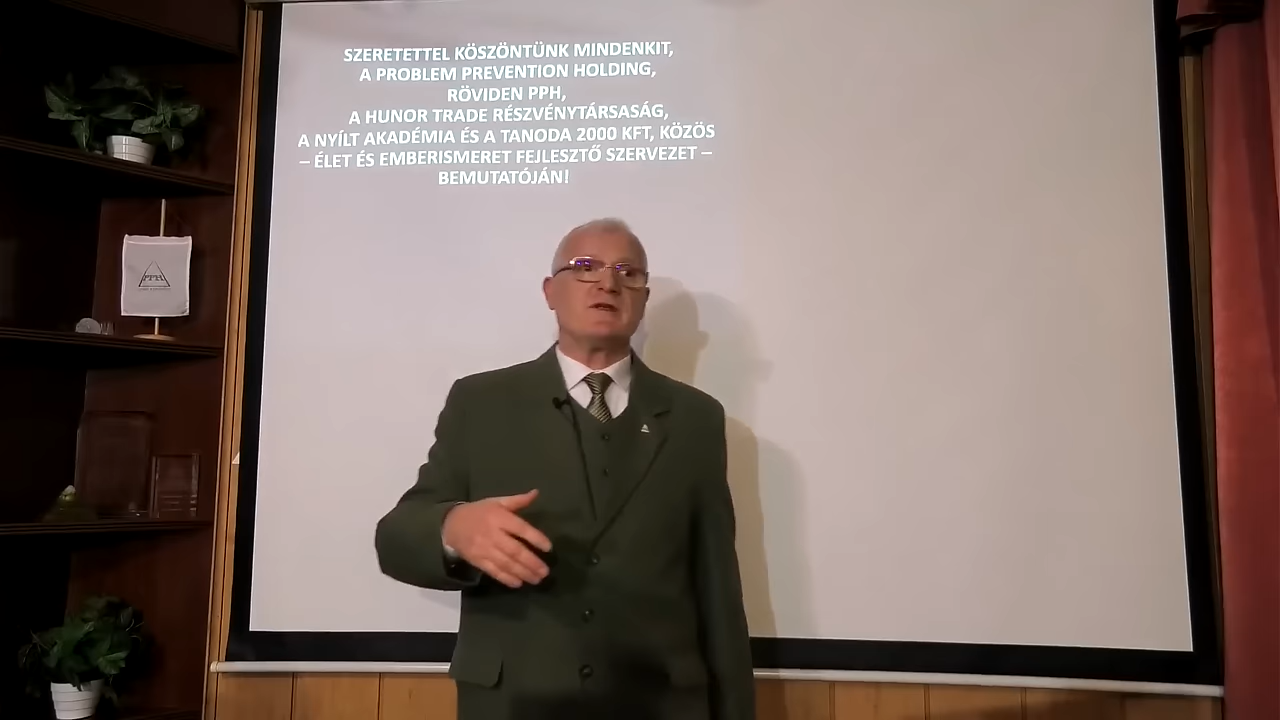 SZERETETTEL KÖSZÖNTÜNK MINDENKIT,
A PROBLEM PREVENTION HOLDING,
RÖVIDEN PPH,
A HUNOR TRADE RÉSZVÉNYTÁRSASÁG,
A NYÍLT AKADÉMIA ÉS A TANODA 2000 KFT, KÖZÖS
– ÉLET ÉS EMBERISMERET FEJLESZTŐ SZERVEZET –
BEMUTATÓJÁN!
PPH